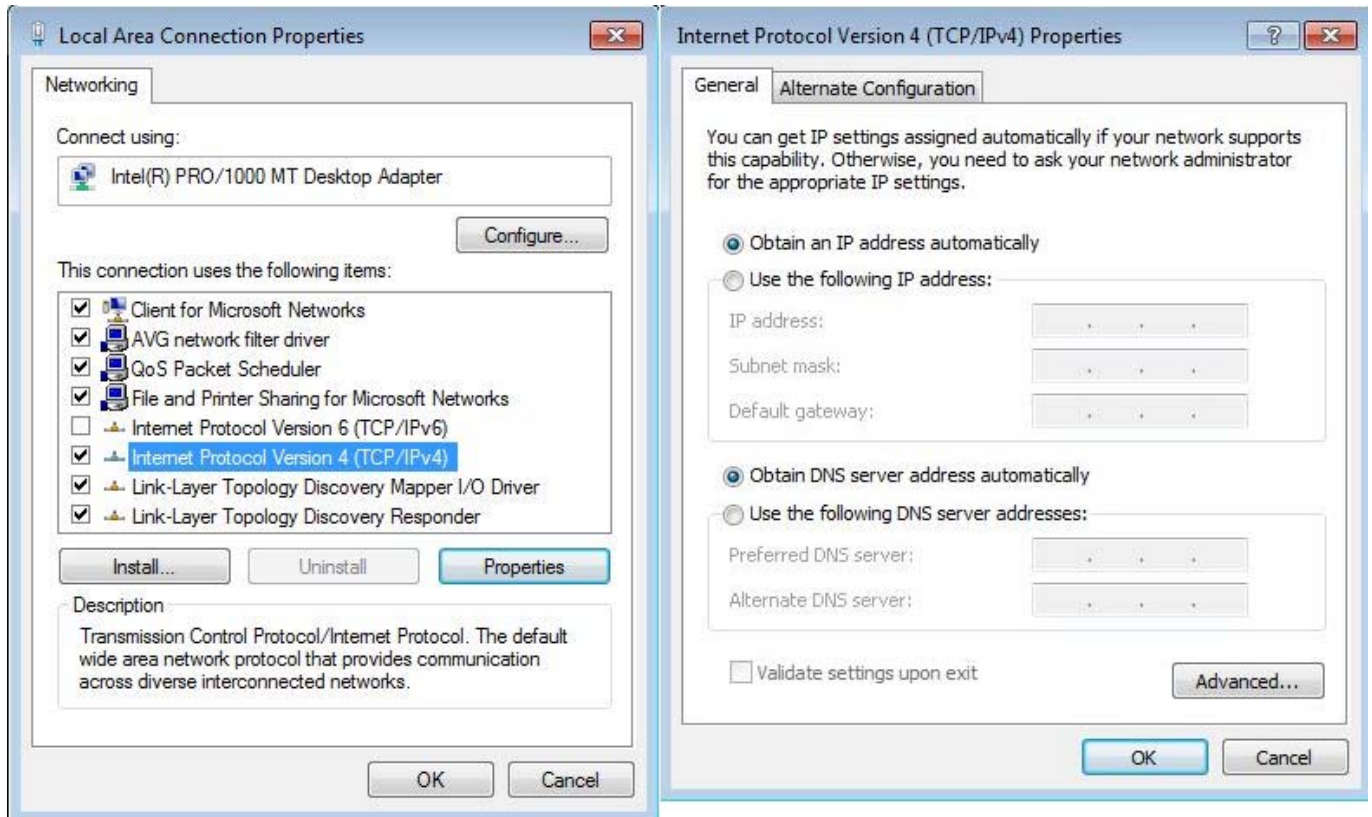 Local Area Connection Properties
Networking
Connect using:
Intel(R) PRO/1000 MT Desktop Adapter
Configure...
This connection uses the following items:
Client for Microsoft Networks
AVG network filter driver
QoS Packet Scheduler
File and Printer Sharing for Microsoft Networks
Internet Protocol Version 6 (TCP/IPv6)
Internet Protocol Version 4 (TCP/IPv4)
Link-Layer Topology Discovery Mapper I/O Driver
Link-Layer Topology Discovery Responder
Install...
Uninstall
Properties
Description
Transmission Control Protocol/Internet Protocol. The default
wide area network protocol that provides communication
across diverse interconnected networks.
OK
Cancel
Internet Protocol Version 4 (TCP/IPv4) Properties
General
Alternate Configuration
You can get IP settings assigned automatically if your network supports
this capability. Otherwise, you need to ask your network administrator
for the appropriate IP settings.
Obtain an IP address automatically
Use the following IP address:
IP address:
Subnet mask:
Default gateway:
Obtain DNS server address automatically
Use the following DNS server addresses:
Preferred DNS server:
Alternate DNS server:
Validate settings upon exit
Advanced...
OK
Cancel